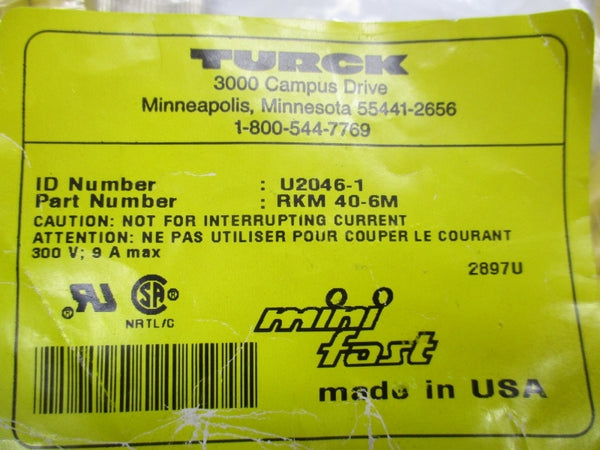 TURCK
3000 Campus Drive
Minneapolis, Minnesota 55441-2656
1-800-544-7769
ID Number : U2046-1
Part Number : RKM 40-6M
CAUTION: NOT FOR INTERRUPTING CURRENT
ATTENTION: NE PAS UTILISER POUR COUPER LE COURANT
300 V; 9 A max
2897U
® RU SA ®
NRTL/C
mini
fast
made in USA